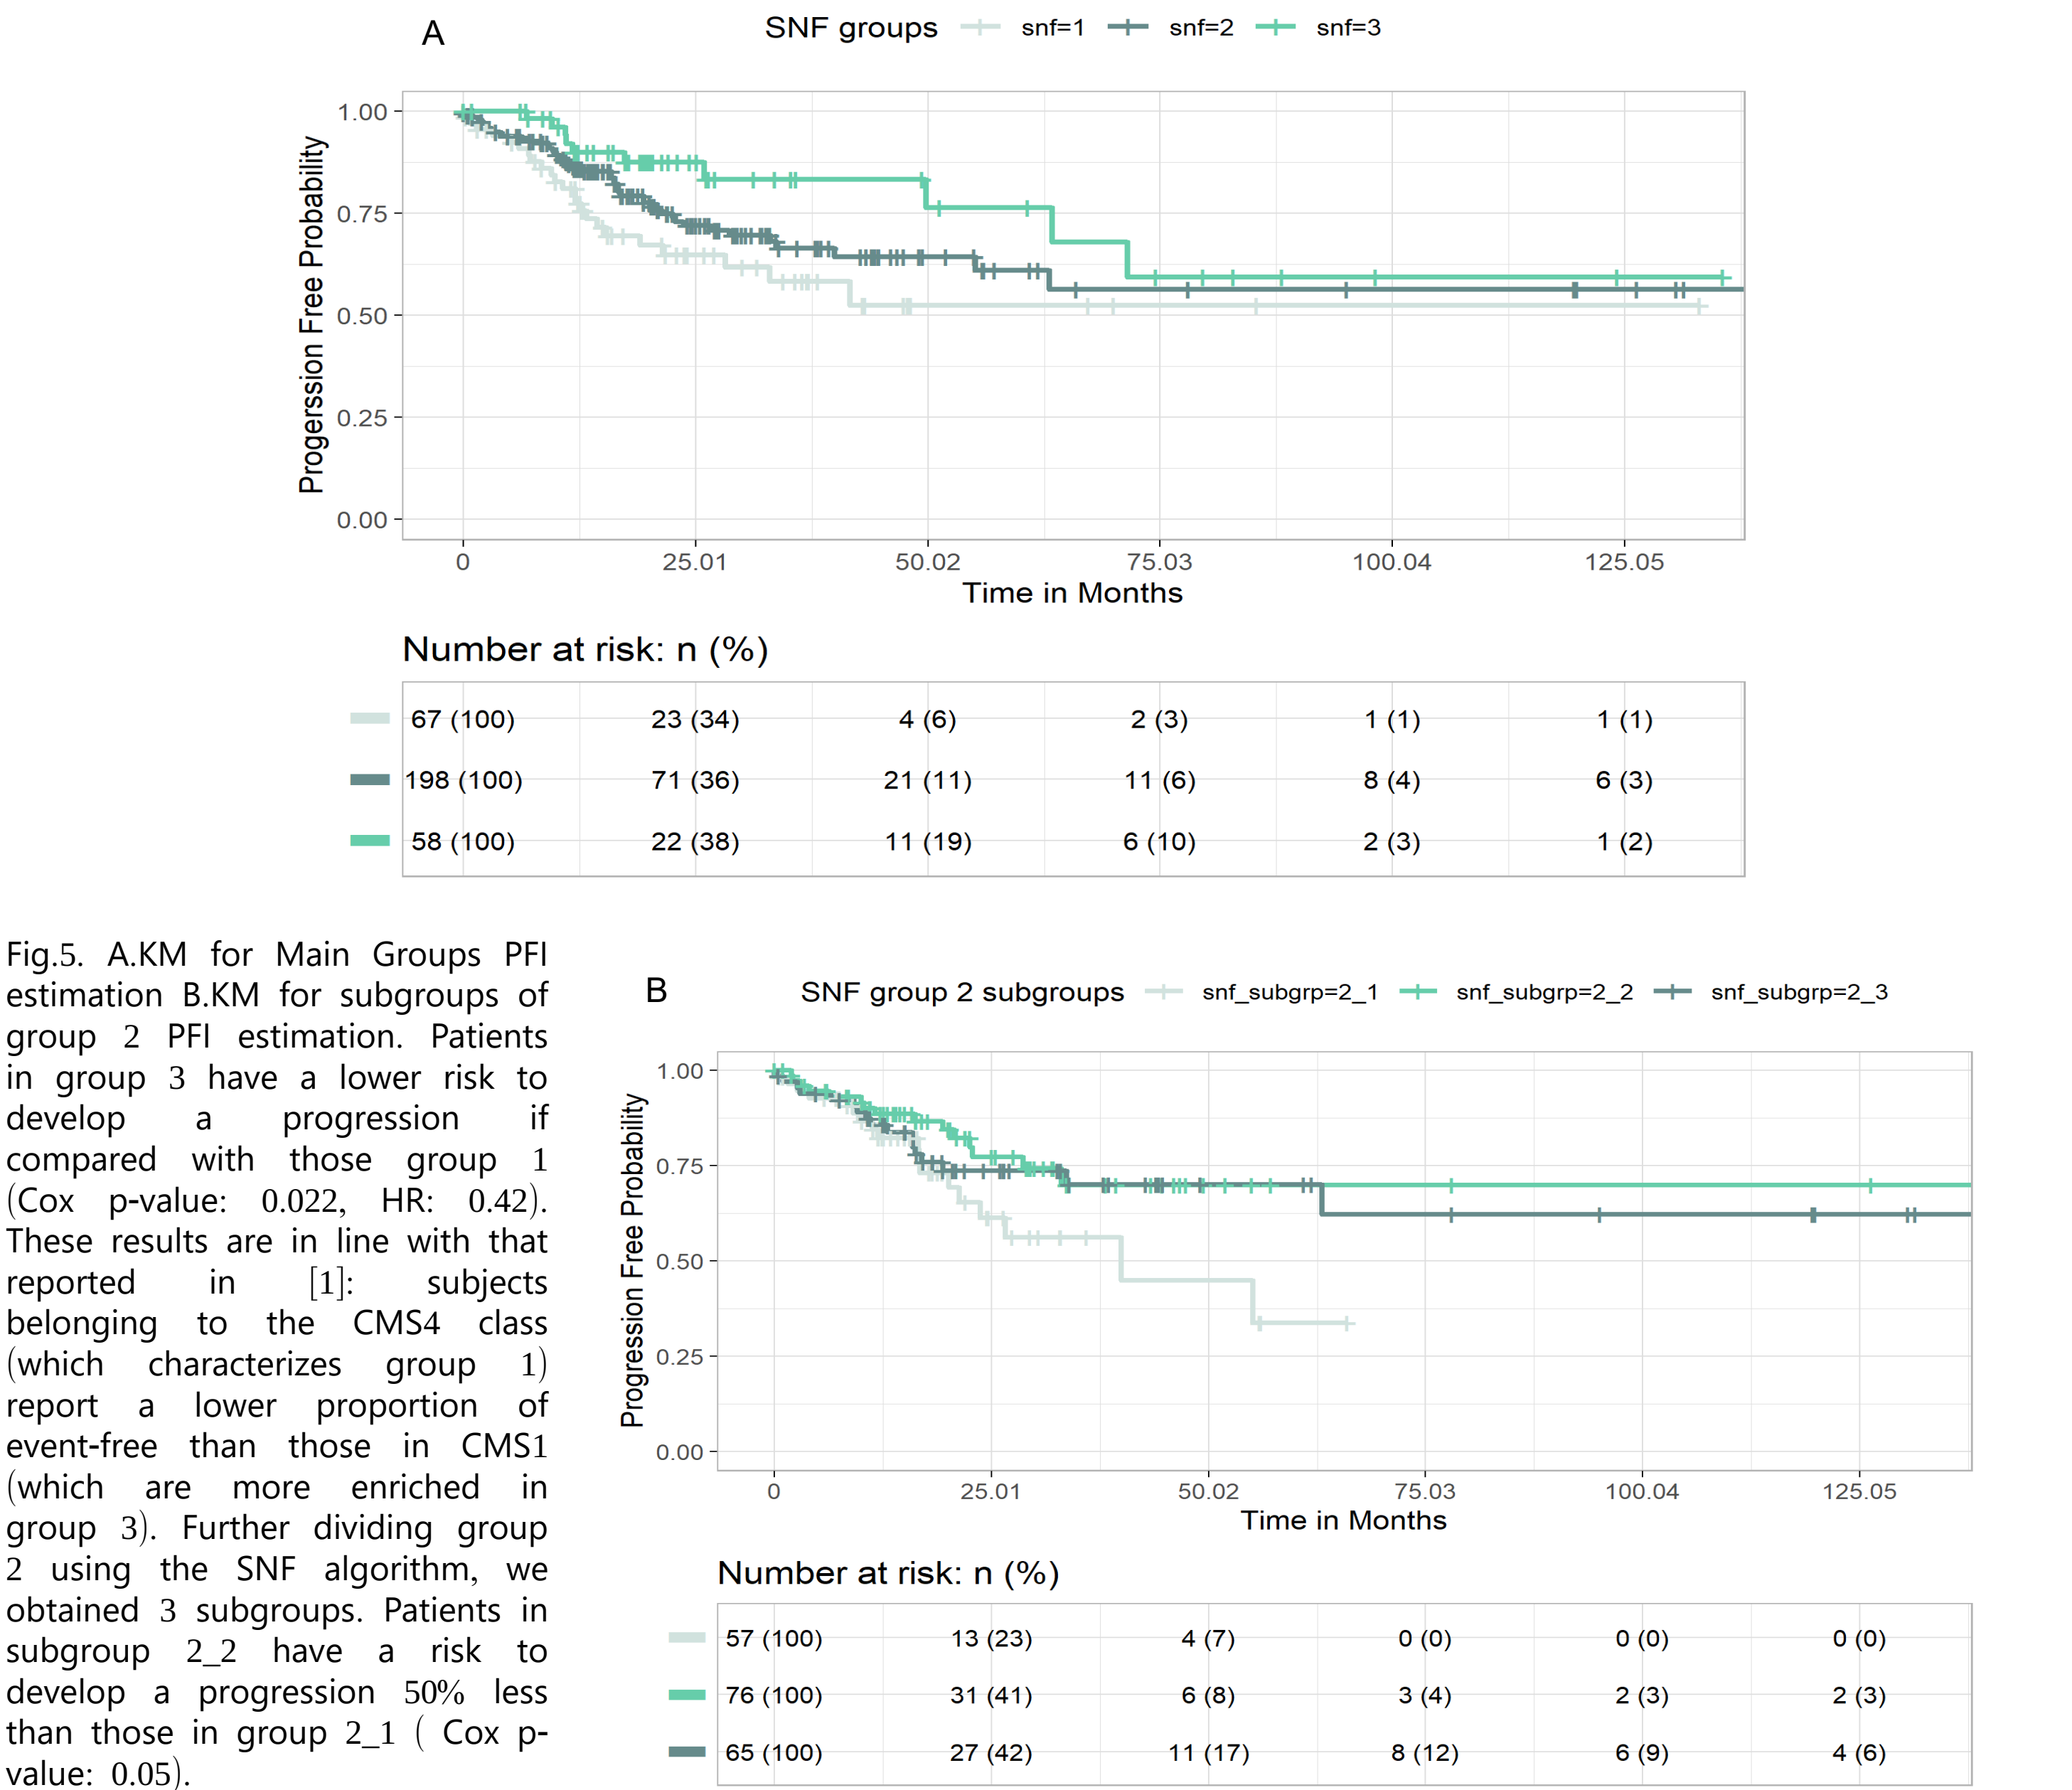 A
SNF groups snf=1 snf=2 snf=3
Progerssion Free Probability
1.00
0.75
0.50
0.25
0.00
0 25.01 50.02 75.03 100.04 125.05
Time in Months
Number at risk: n (%)
67 (100) 23 (34) 4 (6) 2 (3) 1 (1) 1 (1)
198 (100) 71 (36) 21 (11) 11 (6) 8 (4) 6 (3)
58 (100) 22 (38) 11 (19) 6 (10) 2 (3) 1 (2)
Fig.5. A.KM for Main Groups PFI
estimation B.KM for subgroups of
group 2 PFI estimation. Patients
in group 3 have a lower risk to
develop a progression if
compared with those group 1
(Cox p-value: 0.022, HR: 0.42).
These results are in line with that
reported in [1]: subjects
belonging to the CMS4 class
(which characterizes group 1)
report a lower proportion of
event-free than those in CMS1
(which are more enriched in
group 3). Further dividing group
2 using the SNF algorithm, we
obtained 3 subgroups. Patients in
subgroup 2_2 have a risk to
develop a progression 50% less
than those in group 2_1 ( Cox p-
value: 0.05).
B
SNF group 2 subgroups snf_subgrp=2_1 snf_subgrp=2_2 snf_subgrp=2_3
Progression Free Probability
1.00
0.75
0.50
0.25
0.00
0 25.01 50.02 75.03 100.04 125.05
Time in Months
Number at risk: n (%)
57 (100) 13 (23) 4 (7) 0 (0) 0 (0) 0 (0)
76 (100) 31 (41) 6 (8) 3 (4) 2 (3) 2 (3)
65 (100) 27 (42) 11 (17) 8 (12) 6 (9) 4 (6)